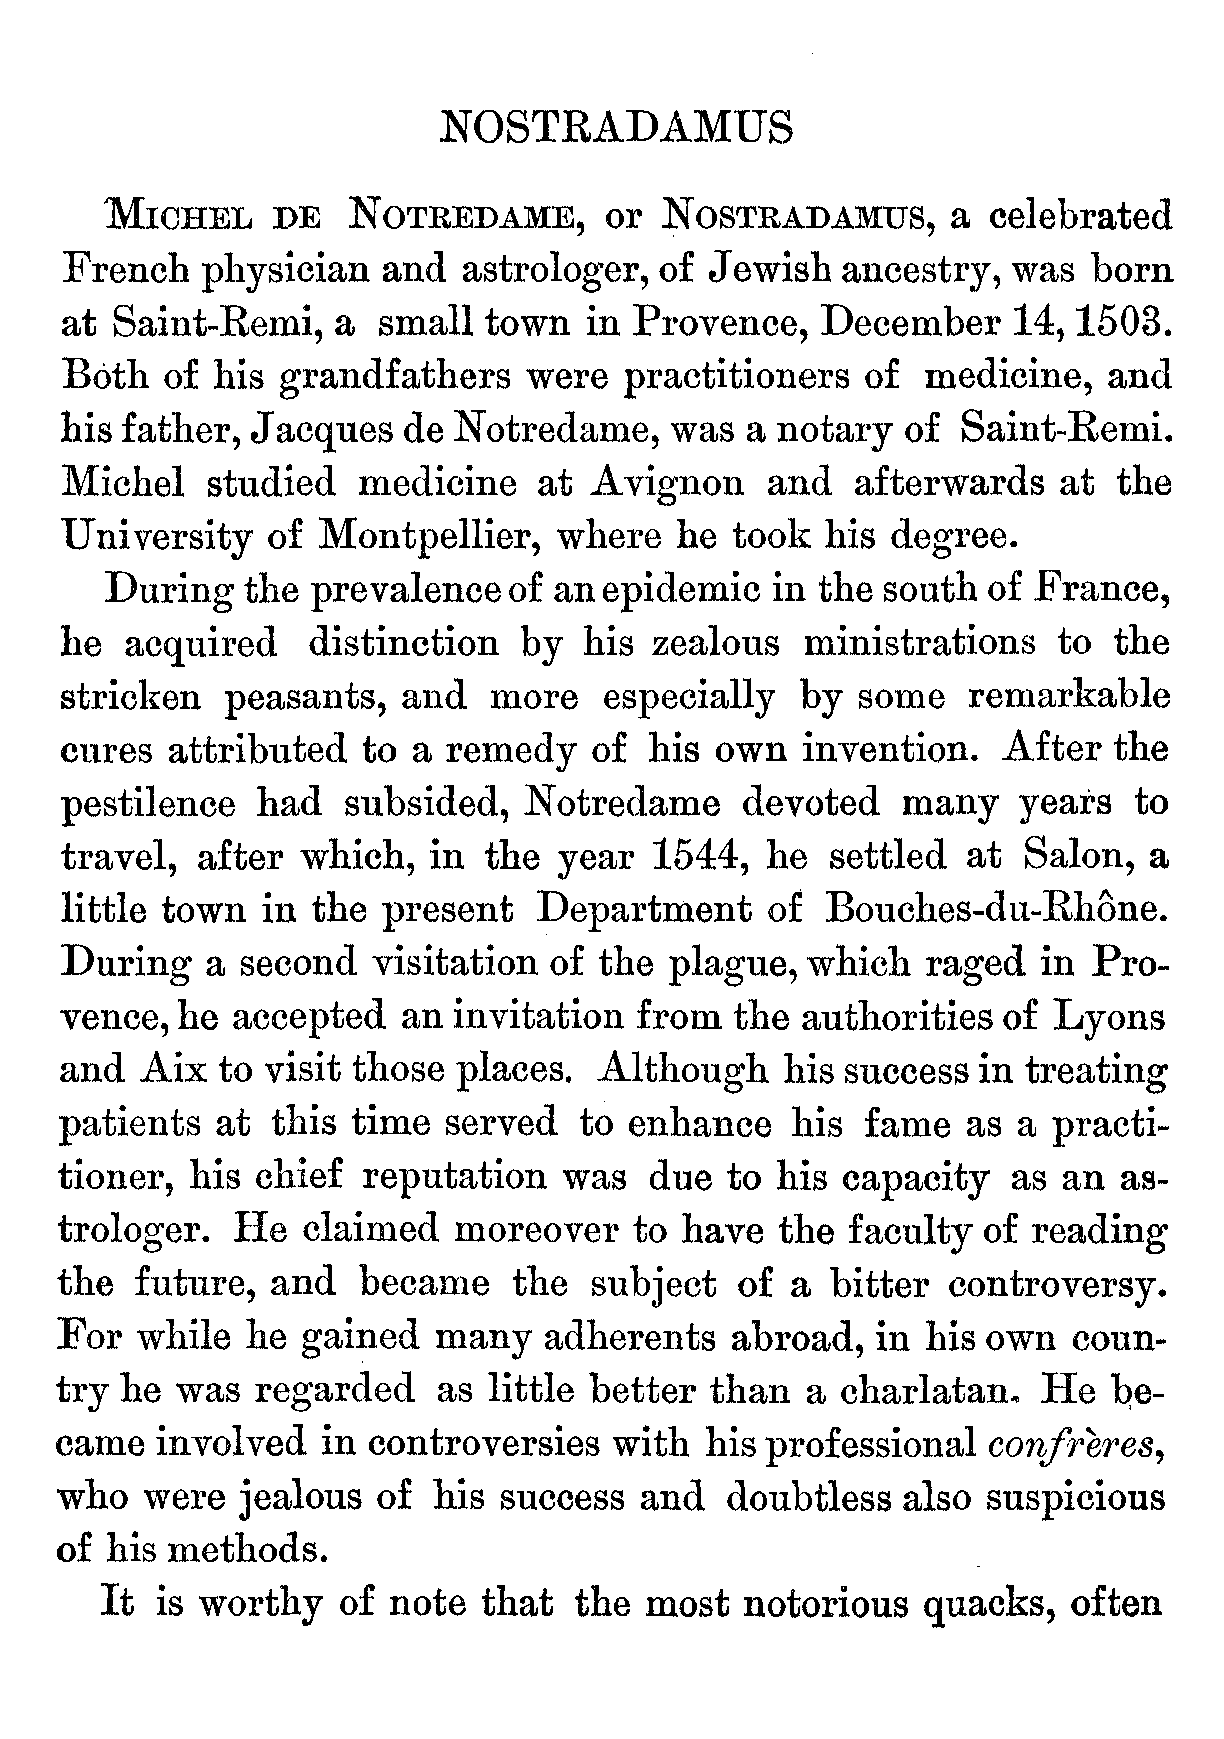 NOSTRADAMUS
MICHEL DE NOTREDAME, or NOSTRADAMUS, a celebrated
French physician and astrologer, of Jewish ancestry, was born
at Saint-Remi, a small town in Provence, December 14, 1503.
Both of his grandfathers were practitioners of medicine, and
his father, Jacques de Notredame, was a notary of Saint-Remi.
Michel studied medicine at Avignon and afterwards at the
University of Montpellier, where he took his degree.
During the prevalence of an epidemic in the south of France,
he acquired distinction by his zealous ministrations to the
stricken peasants, and more especially by some remarkable
cures attributed to a remedy of his own invention. After the
pestilence had subsided, Notredame devoted many years to
travel, after which, in the year 1544, he settled at Salon, a
little town in the present Department of Bouches-du-Rhône.
During a second visitation of the plague, which raged in Pro-
vence, he accepted an invitation from the authorities of Lyons
and Aix to visit those places. Although his success in treating
patients at this time served to enhance his fame as a practi-
tioner, his chief reputation was due to his capacity as an as-
trologer. He claimed moreover to have the faculty of reading
the future, and became the subject of a bitter controversy.
For while he gained many adherents abroad, in his own coun-
try he was regarded as little better than a charlatan. He be-
came involved in controversies with his professional confrères,
who were jealous of his success and doubtless also suspicious
of his methods.
It is worthy of note that the most notorious quacks, often